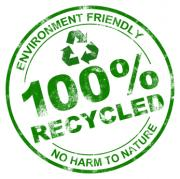 ENVIRONMENT FRIENDLY
100%
RECYCLED
NO HARM TO NATURE